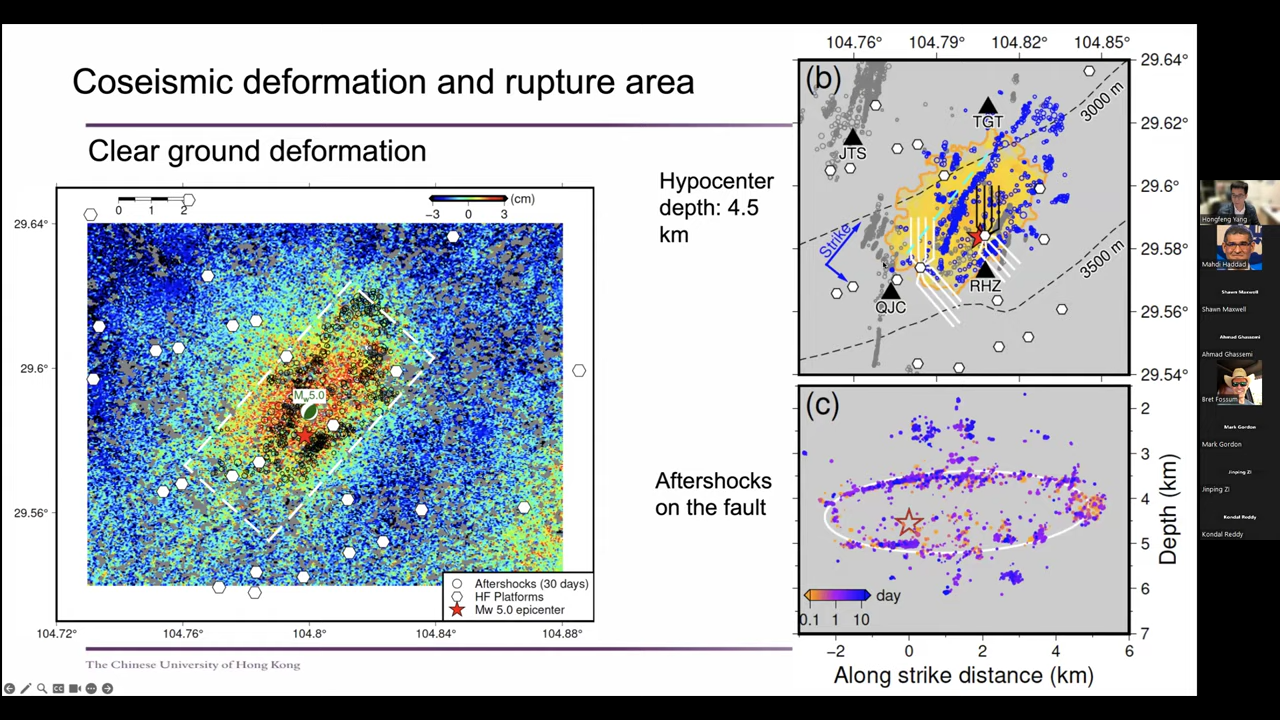 Coseismic deformation and rupture area
Clear ground deformation
0 1 2
(cm)
−3 0 3
29.64°
29.6°
29.56°
Mw5.0
Aftershocks (30 days)
HF Platforms
Mw 5.0 epicenter
104.72° 104.76° 104.8° 104.84° 104.88°
The Chinese University of Hong Kong
Hypocenter
depth: 4.5
km
Aftershocks
on the fault
104.76° 104.79° 104.82° 104.85°
(b)
29.64°
3000 m
TGT
29.62°
JTS
29.6°
Strike
29.58°
3500 m
RHZ
QJC
29.56°
29.54°
(c)
2
3
4
5
6
7
Depth (km)
day
0.1 1 10
−2 0 2 4 6
Along strike distance (km)
Hongfeng Yang
Mahdi Haddad
Shawn Maxwell
Shawn Maxwell
Ahmad Ghassemi
Ahmad Ghassemi
Bret Fossum
Mark Gordon
Mark Gordon
Jinping Zi
Jinping Zi
Kondal Reddy
Kondal Reddy